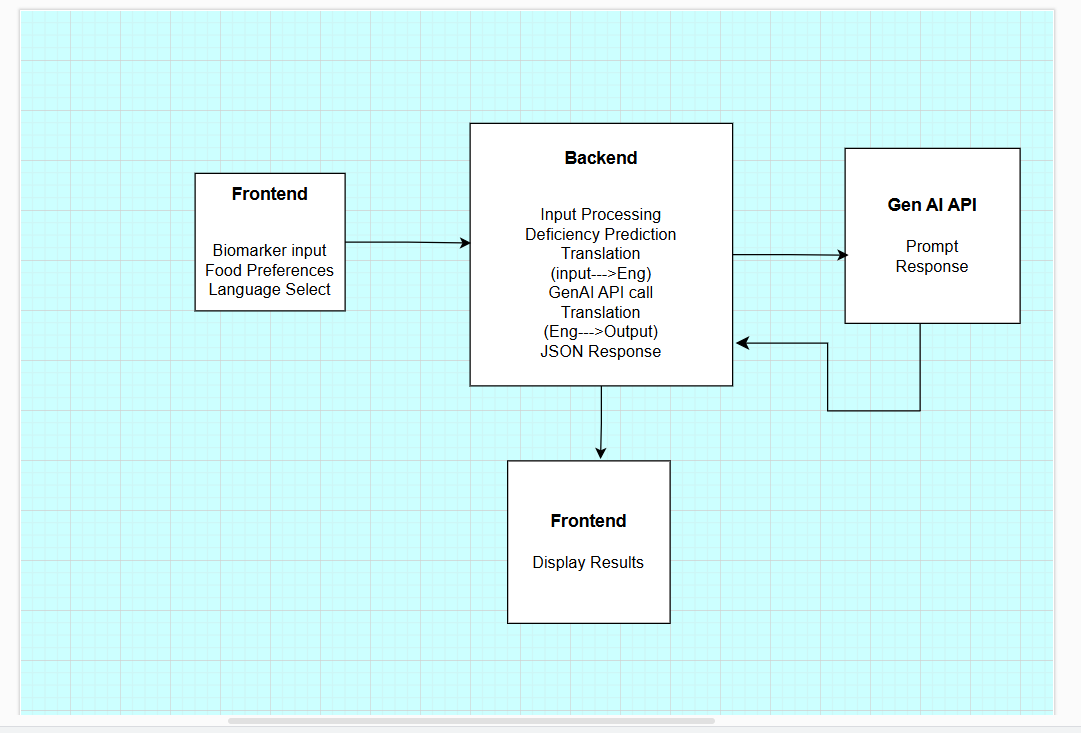 Frontend
Biomarker input
Food Preferences
Language Select
Backend
Input Processing
Deficiency Prediction
Translation
(input--->Eng)
GenAI API call
Translation
(Eng--->Output)
JSON Response
Gen AI API
Prompt
Response
Frontend
Display Results